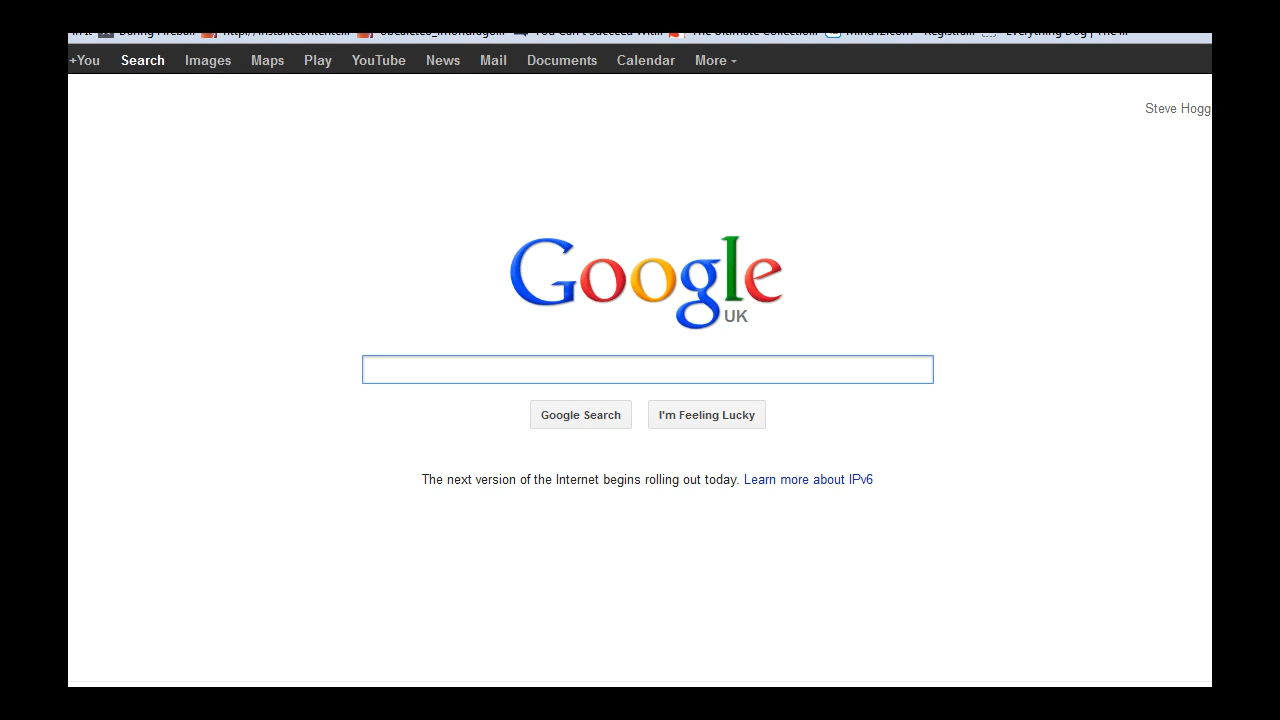 +You Search Images Maps Play YouTube News Mail Documents Calendar More
Steve Hogg
Google
UK
Google Search I'm Feeling Lucky
The next version of the Internet begins rolling out today. Learn more about IPv6